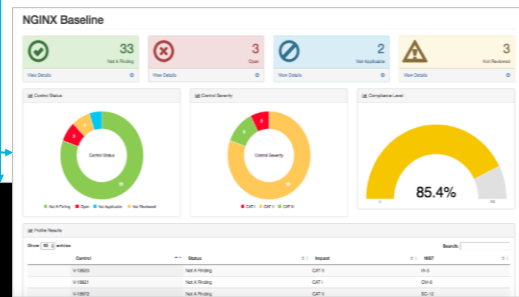 NGINX Baseline
33
Not A Finding
View Details
3
Open
View Details
2
Not Applicable
View Details
3
Not Reviewed
View Details
Control Status
Control Severity
Compliance Level
Control Status
Control Severity
85.4%
Not A Finding Open Not Applicable Not Reviewed
CAT I CAT II CAT III
Profile Results
Show entries
Search:
Control Status Impact NIST
Not A Finding CAT II
Not A Finding CAT I
Not A Finding CAT II